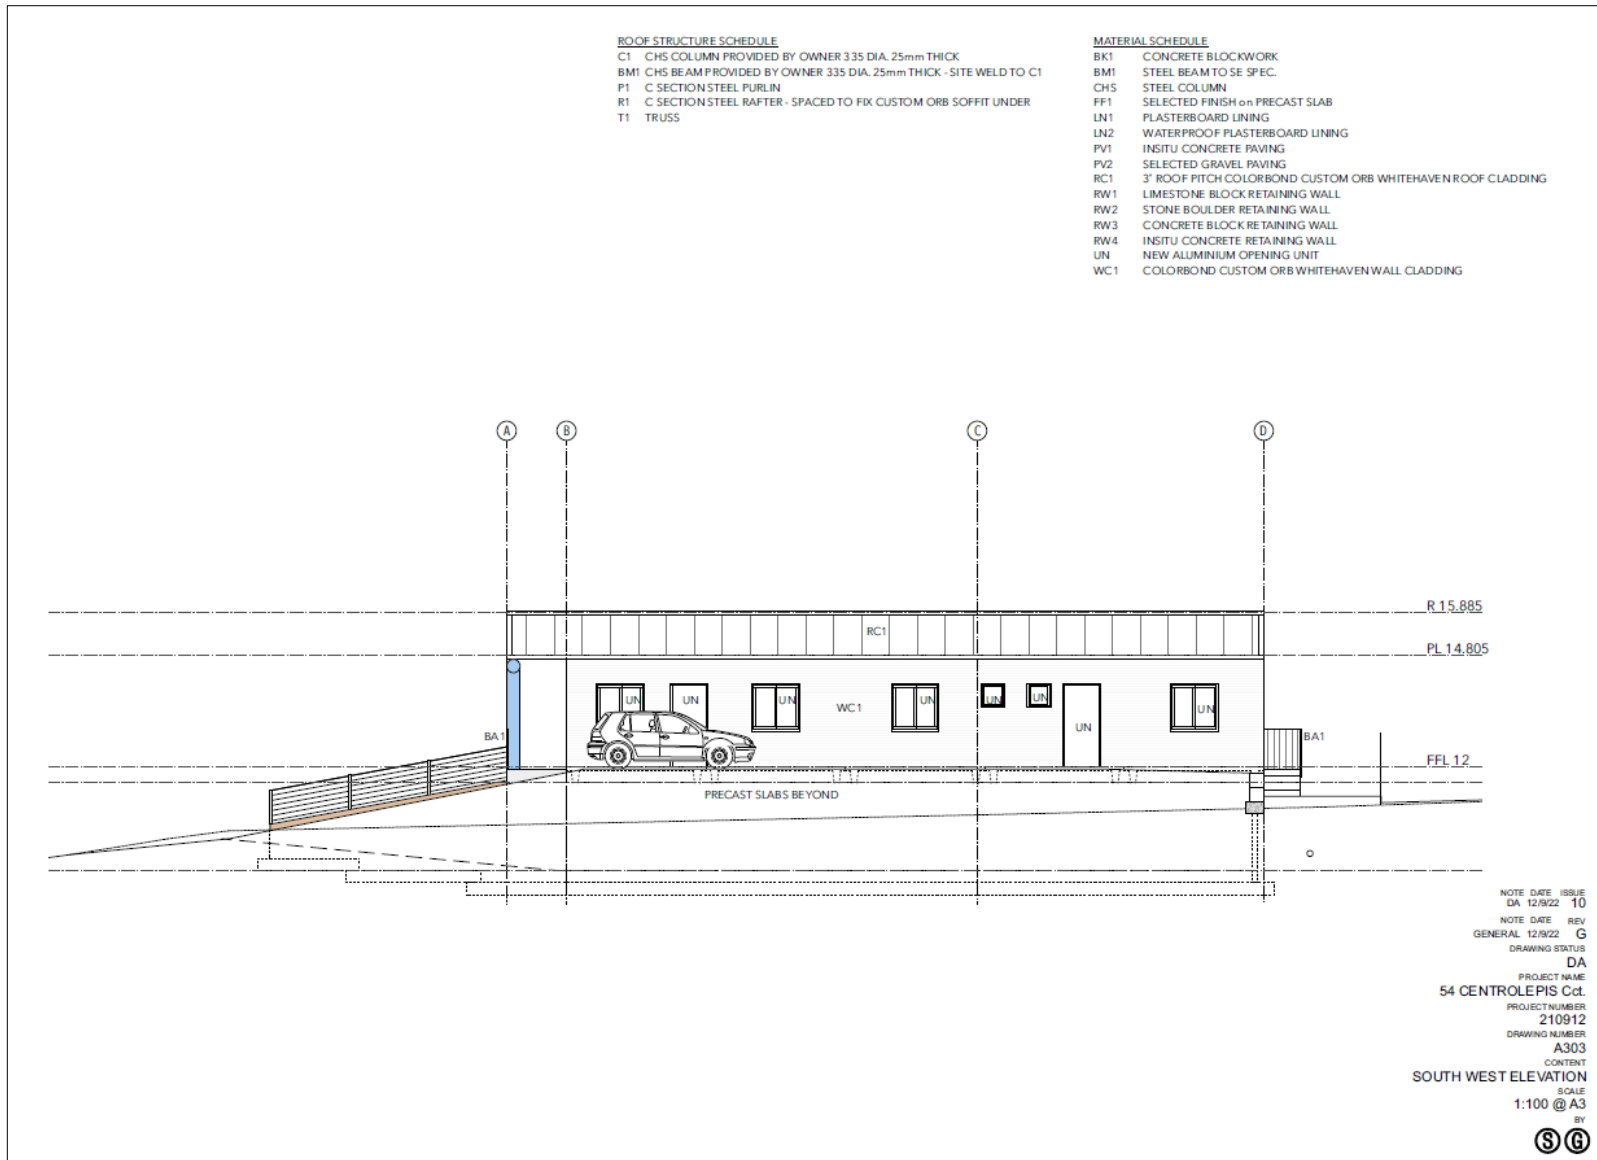 ROOF STRUCTURE SCHEDULE
C1 CHS COLUMN PROVIDED BY OWNER 335 DIA. 25mm THICK
BM1 CHS BEAM PROVIDED BY OWNER 335 DIA. 25mm THICK - SITE WELD TO C1
P1 C SECTION STEEL PURLIN
R1 C SECTION STEEL RAFTER - SPACED TO FIX CUSTOM ORB SOFFIT UNDER
T1 TRUSS
MATERIAL SCHEDULE
BK1 CONCRETE BLOCKWORK
BM1 STEEL BEAM TO SE SPEC.
CHS STEEL COLUMN
FF1 SELECTED FINISH on PRECAST SLAB
LN1 PLASTERBOARD LINING
LN2 WATERPROOF PLASTERBOARD LINING
PV1 INSITU CONCRETE PAVING
PV2 SELECTED GRAVEL PAVING
RC1 3° ROOF PITCH COLORBOND CUSTOM ORB WHITEHAVEN ROOF CLADDING
RW1 LIMESTONE BLOCK RETAINING WALL
RW2 STONE BOULDER RETAINING WALL
RW3 CONCRETE BLOCK RETAINING WALL
RW4 INSITU CONCRETE RETAINING WALL
UN NEW ALUMINIUM OPENING UNIT
WC1 COLORBOND CUSTOM ORB WHITEHAVEN WALL CLADDING
A B C D
R 15.885
RC1
PL 14.805
UN UN UN UN UN UN UN
WC1
UN
BA1 BA1
FFL 12
PRECAST SLABS BEYOND
NOTE DATE ISSUE
DA 12/9/22 10
NOTE DATE REV
GENERAL 12/9/22 G
DRAWING STATUS
DA
PROJECT NAME
54 CENTROLEPIS Cct.
PROJECT NUMBER
210912
DRAWING NUMBER
A303
CONTENT
SOUTH WEST ELEVATION
SCALE
1:100 @ A3
BY
S G